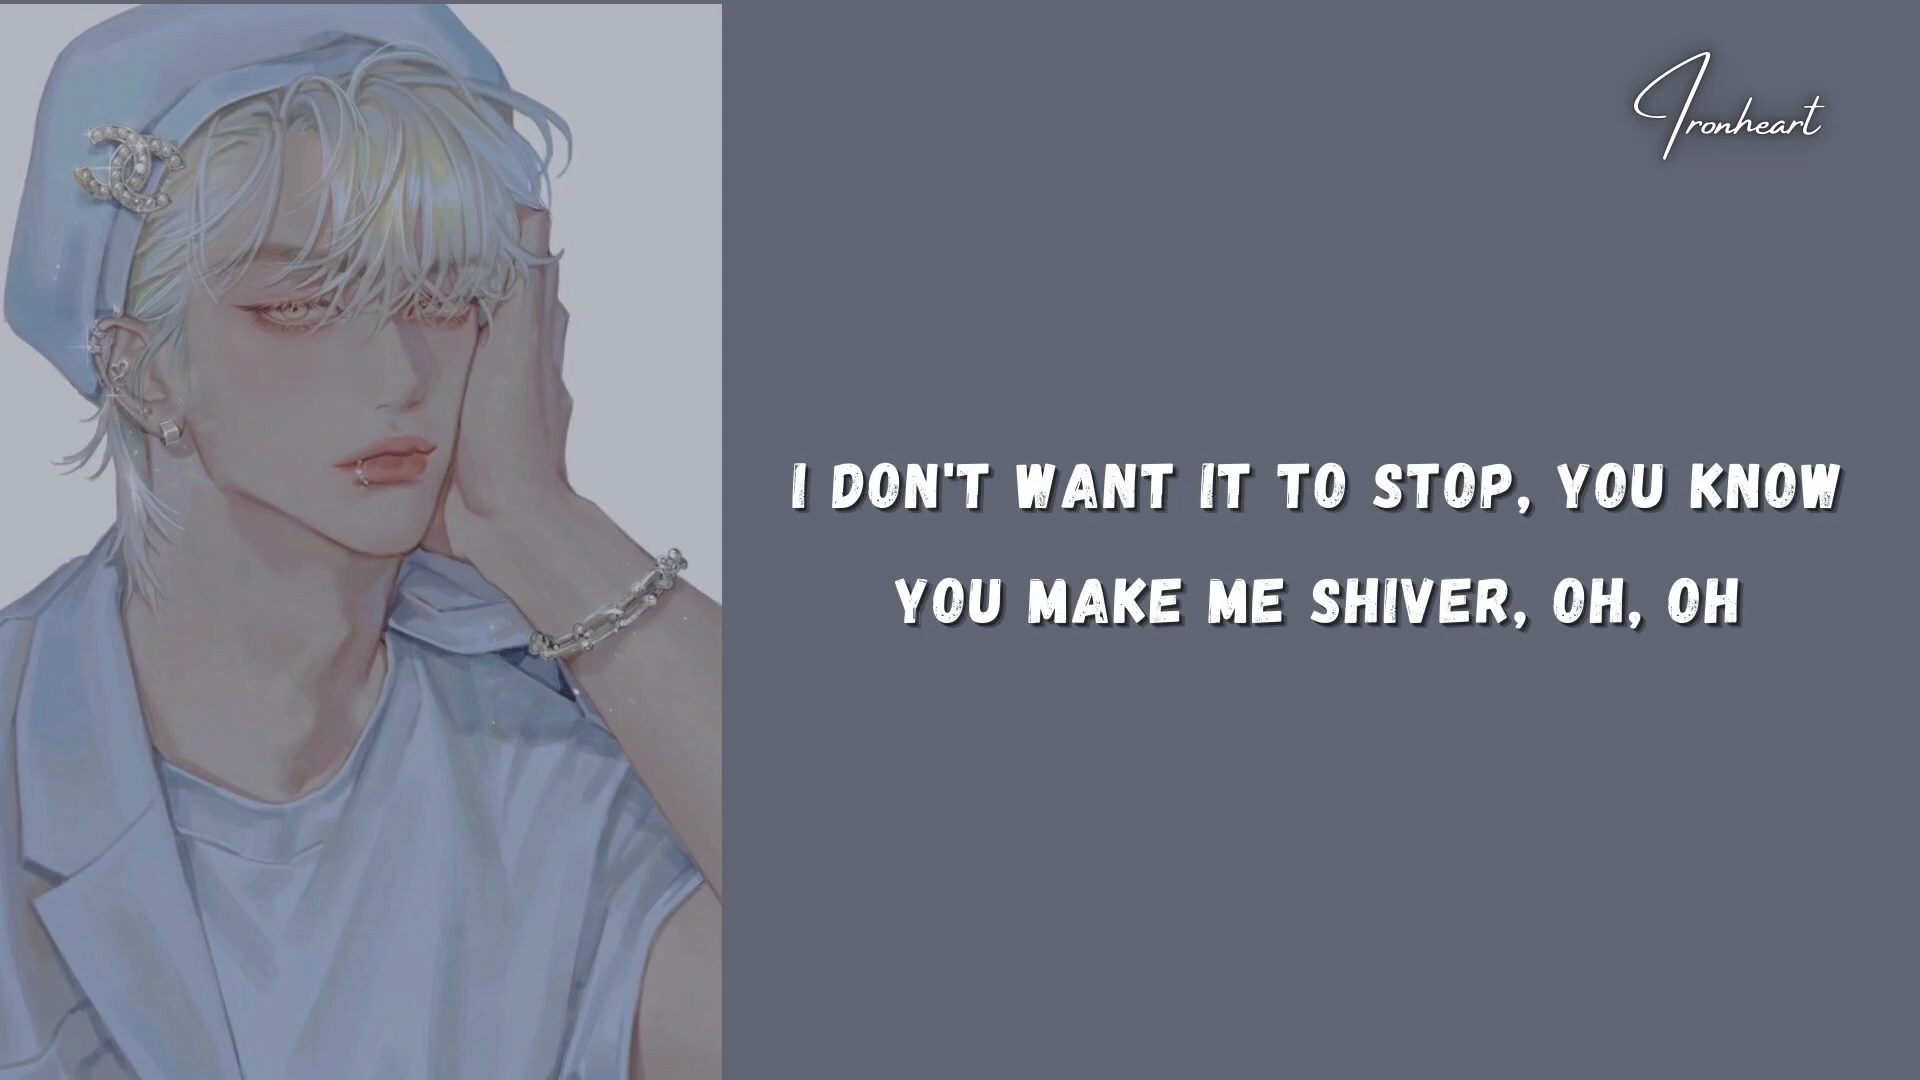 Ironheart
I DON'T WANT IT TO STOP, YOU KNOW
YOU MAKE ME SHIVER, OH, OH